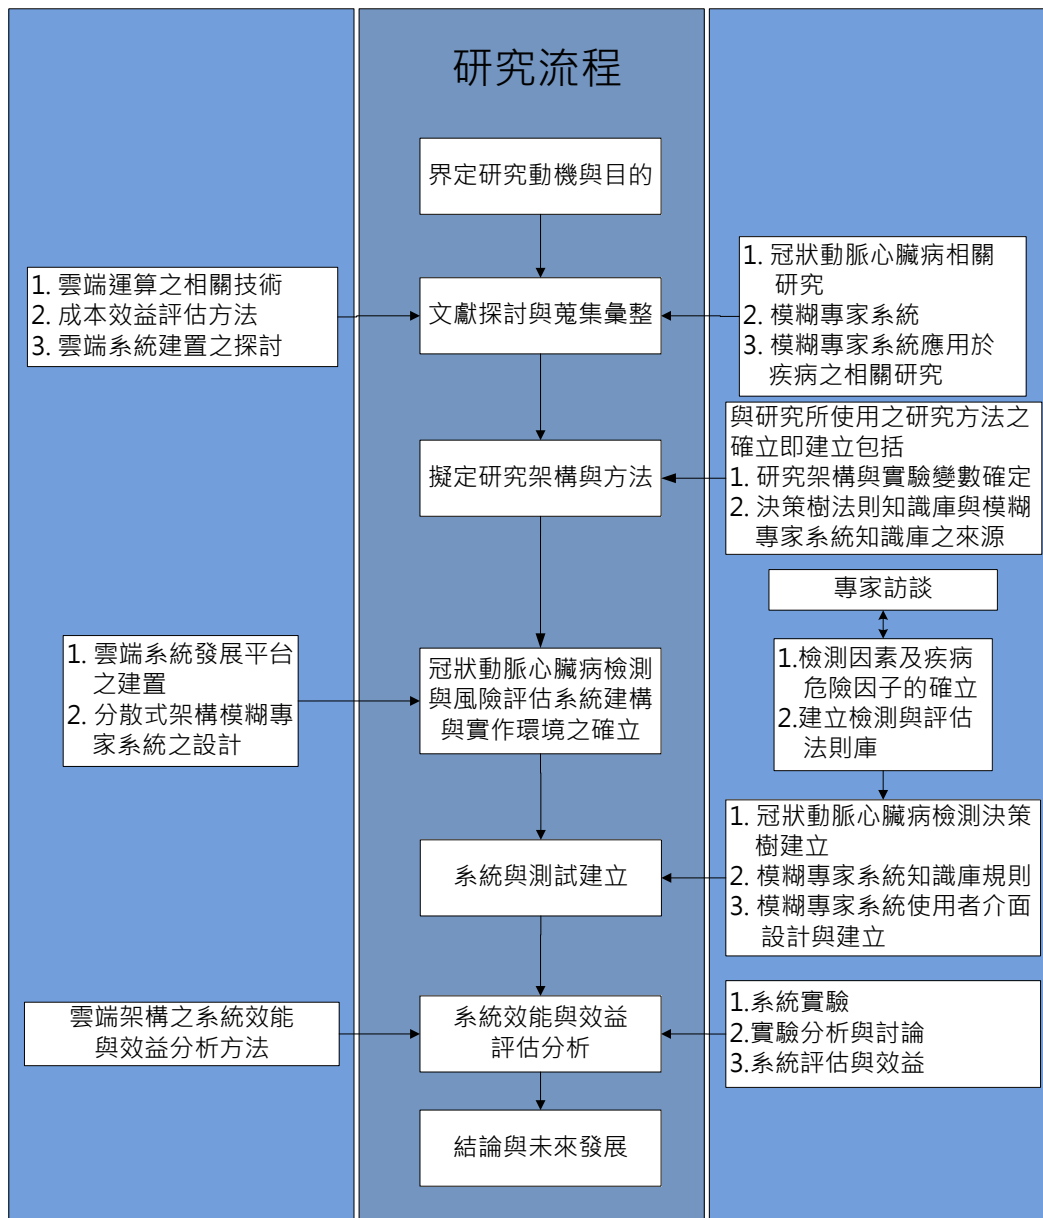 研究流程
界定研究動機與目的
1. 雲端運算之相關技術
2. 成本效益評估方法
3. 雲端系統建置之探討
文獻探討與蒐集彙整
1. 冠狀動脈心臟病相關
研究
2. 模糊專家系統
3. 模糊專家系統應用於
疾病之相關研究
擬定研究架構與方法
與研究所使用之研究方法之
確立即建立包括
1. 研究架構與實驗變數確定
2. 決策樹法則知識庫與模糊
專家系統知識庫之來源
專家訪談
1.檢測因素及疾病
危險因子的確立
2.建立檢測與評估
法則庫
1. 雲端系統發展平台
之建置
2. 分散式架構模糊專
家系統之設計
冠狀動脈心臟病檢測
與風險評估系統建構
與實作環境之確立
系統與測試建立
1. 冠狀動脈心臟病檢測決策
樹建立
2. 模糊專家系統知識庫規則
3. 模糊專家系統使用者介面
設計與建立
雲端架構之系統效能
與效益分析方法
系統效能與效益
評估分析
1.系統實驗
2.實驗分析與討論
3.系統評估與效益
結論與未來發展